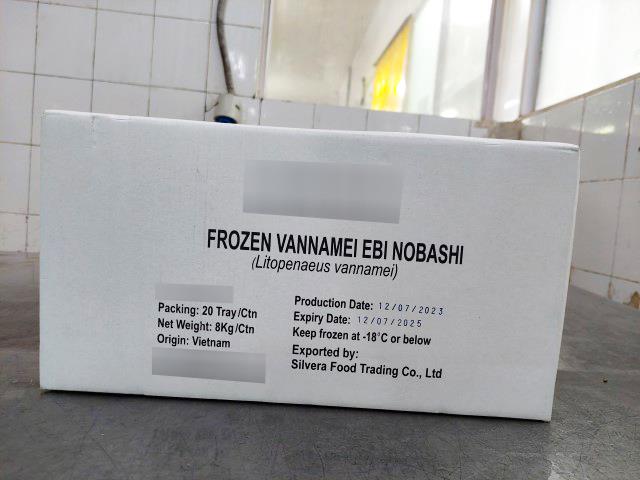 FROZEN VANNAMEI EBI NOBASHI
(Litopenaeus vannamei)
Packing: 20 Tray/Ctn
Net Weight: 8Kg/Ctn
Origin: Vietnam
Production Date: 12/07/2023
Expiry Date: 12/07/2025
Keep frozen at -18°C or below
Exported by:
Silvera Food Trading Co., Ltd